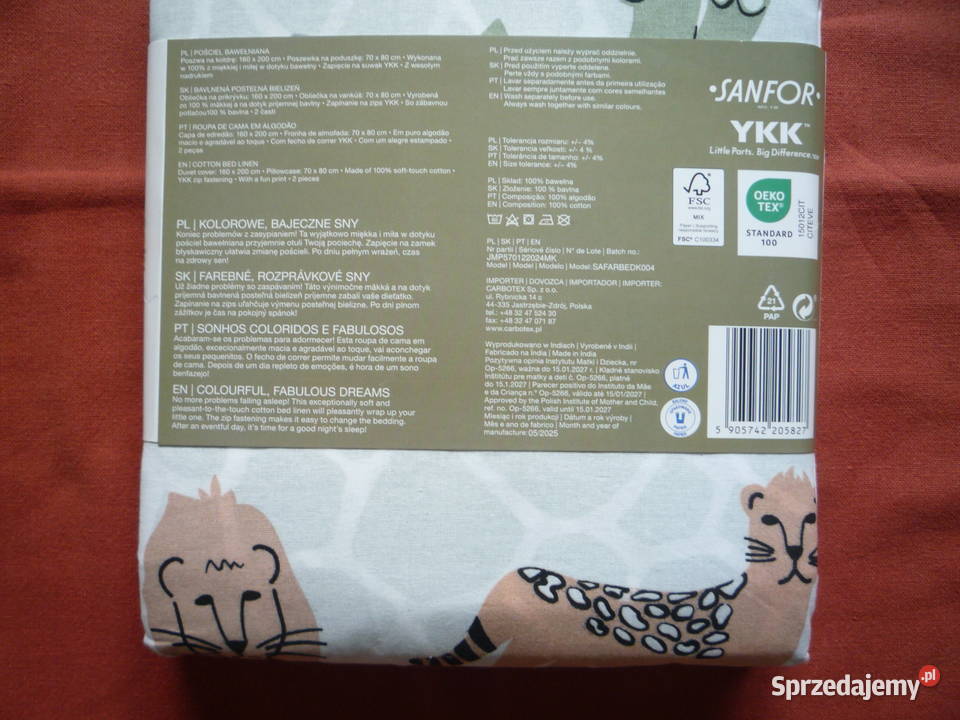 PL | POŚCIEL BAWEŁNIANA
Poszwa na kołdrę: 160 x 200 cm • Poszewka na poduszkę: 70 x 80 cm • Wykonana
w 100% z miękkiej i miłej w dotyku bawełny • Zapięcie na suwak YKK • Z wesołym
nadrukiem
SK | BAVLNENÁ POSTEĽNÁ BIELIZEŇ
Obliečka na prikrývku: 160 x 200 cm • Obliečka na vankúš: 70 x 80 cm • Vyrobená
zo 100 % mäkkej a na dotyk príjemnej bavlny • Zapínanie na zips YKK • So zábavnou
potlačou100 % bavlna • 2 časti
PT | ROUPA DE CAMA EM ALGODÃO
Capa de edredão: 160 x 200 cm • Fronha de almofada: 70 x 80 cm • Em puro algodão
macio e agradável ao toque • Com fecho de correr YKK • Com um alegre estampado •
2 peças
EN | COTTON BED LINEN
Duvet cover: 160 x 200 cm • Pillowcase: 70 x 80 cm • Made of 100% soft-touch cotton •
YKK zip fastening • With a fun print • 2 pieces
PL | KOLOROWE, BAJECZNE SNY
Koniec problemów z zasypianiem! Ta wyjątkowo miękka i miła w dotyku
pościel bawełniana przyjemnie otuli Twoją pociechę. Zapięcie na zamek
błyskawiczny ułatwia zmianę pościeli. Po dniu pełnym wrażeń, czas
na zdrowy sen!
SK | FAREBNÉ, ROZPRÁVKOVÉ SNY
Už žiadne problémy so zaspávaním! Táto výnimočne mäkká a na dotyk
príjemná bavlnená posteľná bielizeň príjemne zabalí vaše dieťatko.
Zapínanie na zips uľahčuje výmenu posteľnej bielizne. Po dni plnom
zážitkov je čas na pokojný spánok!
PT | SONHOS COLORIDOS E FABULOSOS
Acabaram-se os problemas para adormecer! Esta roupa de cama em
algodão, excecionalmente macia e agradável ao toque, vai aconchegar
os seus pequenitos. O fecho de correr permite mudar facilmente a roupa
de cama. Depois de um dia repleto de emoções, é hora de um sono
benfazejo!
EN | COLOURFUL, FABULOUS DREAMS
No more problems falling asleep! This exceptionally soft and
pleasant-to-the-touch cotton bed linen will pleasantly wrap up your
little one. The zip fastening makes it easy to change the bedding.
After an eventful day, it's time for a good night's sleep!
PL | Przed użyciem należy wyprać oddzielnie.
Prać zawsze razem z podobnymi kolorami.
SK | Pred použitím vyperte oddelene.
Perte vždy s podobnými farbami.
PT | Lavar separadamente antes da primeira utilização
Lavar sempre juntamente com cores semelhantes
EN | Wash separately before use.
Always wash together with similar colours.
PL | Tolerancja rozmiaru: +/- 4%
SK | Tolerancia veľkosti: +/- 4 %
PT | Tolerância de tamanho: +/- 4%
EN | Size tolerance: +/- 4%
PL | Skład: 100% bawełna
SK | Zloženie: 100 % bavlna
PT | Composição: 100% algodão
EN | Composition: 100% cotton
PL | SK | PT | EN
Nr partii | Sériové číslo | N° de Lote | Batch no.:
JMP570122024MK
Model | Model | Modelo | Model: SAFARBEDK004
IMPORTER | DOVOZCA | IMPORTADOR | IMPORTER:
CARBOTEX Sp. z o.o.
ul. Rybnicka 14 c
44-335 Jastrzębie-Zdrój, Polska
tel.: +48 32 47 524 30
fax: +48 32 47 071 87
www.carbotex.pl
Wyprodukowano w Indiach | Vyrobené v Indii |
Fabricado na Índia | Made in India
Pozytywna opinia Instytutu Matki i Dziecka, nr
Op-5266, ważna do 15.01.2027 r. | Kladné stanovisko
Inštitútu pre matky a deti č. Op-5266, platné
do 15.1.2027 | Parecer positivo do Instituto da Mãe
e da Criança n.° Op-5266, válido até 15/01/2027 |
Approved by the Polish Institute of Mother and Child,
ref. no. Op-5266, valid until 15.01.2027
Miesiąc i rok produkcji | Dátum a rok výroby |
Mês e ano de fabrico | Month and year of
manufacture: 05/2025
SANFOR
YKK™
Little Parts. Big Difference.
FSC
www.fsc.org
MIX
Paper | Supporting
responsible forestry
FSC® C100334
OEKO
TEX®
STANDARD
100
15012CIT
CITEVE
21
PAP
5 905742 205827
Sprzedajemy.pl